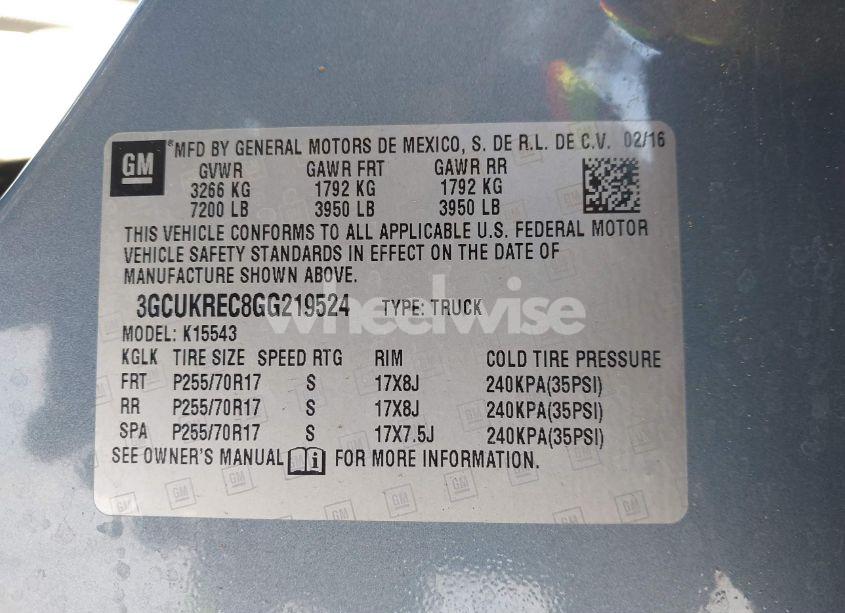 GM
®MFD BY GENERAL MOTORS DE MEXICO, S. DE R.L. DE C.V. 02/16
GVWR GAWR FRT GAWR RR
3266 KG 1792 KG 1792 KG
7200 LB 3950 LB 3950 LB
THIS VEHICLE CONFORMS TO ALL APPLICABLE U.S. FEDERAL MOTOR
VEHICLE SAFETY STANDARDS IN EFFECT ON THE DATE OF
MANUFACTURE SHOWN ABOVE.
3GCUKREC8GG219524 TYPE: TRUCK
wheelwise
MODEL: K15543
KGLK TIRE SIZE SPEED RTG RIM COLD TIRE PRESSURE
FRT P255/70R17 S 17X8J 240KPA(35PSI)
RR P255/70R17 S 17X8J 240KPA(35PSI)
SPA P255/70R17 S 17X7.5J 240KPA(35PSI)
SEE OWNER'S MANUAL i FOR MORE INFORMATION.